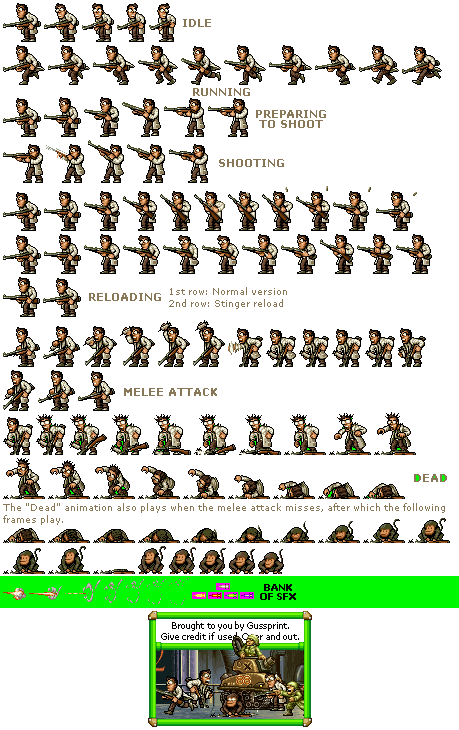 IDLE
RUNNING
PREPARING
TO SHOOT
SHOOTING
RELOADING
1st row: Normal version
2nd row: Stinger reload
MELEE ATTACK
DEAD
The "Dead" animation also plays when the melee attack misses, after which the following
frames play.
BANK
OF SFX
Brought to you by Gussprint.
Give credit if used. and out.